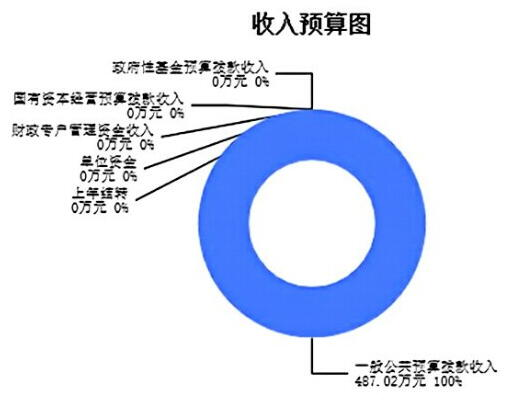 收入预算图
政府性基金预算拨款收入
0万元 0%
国有资本经营预算拨款收入
0万元 0%
财政专户管理资金收入
0万元 0%
单位资金
0万元 0%
上年结转
0万元 0%
一般公共预算拨款收入
487.02万元 100%